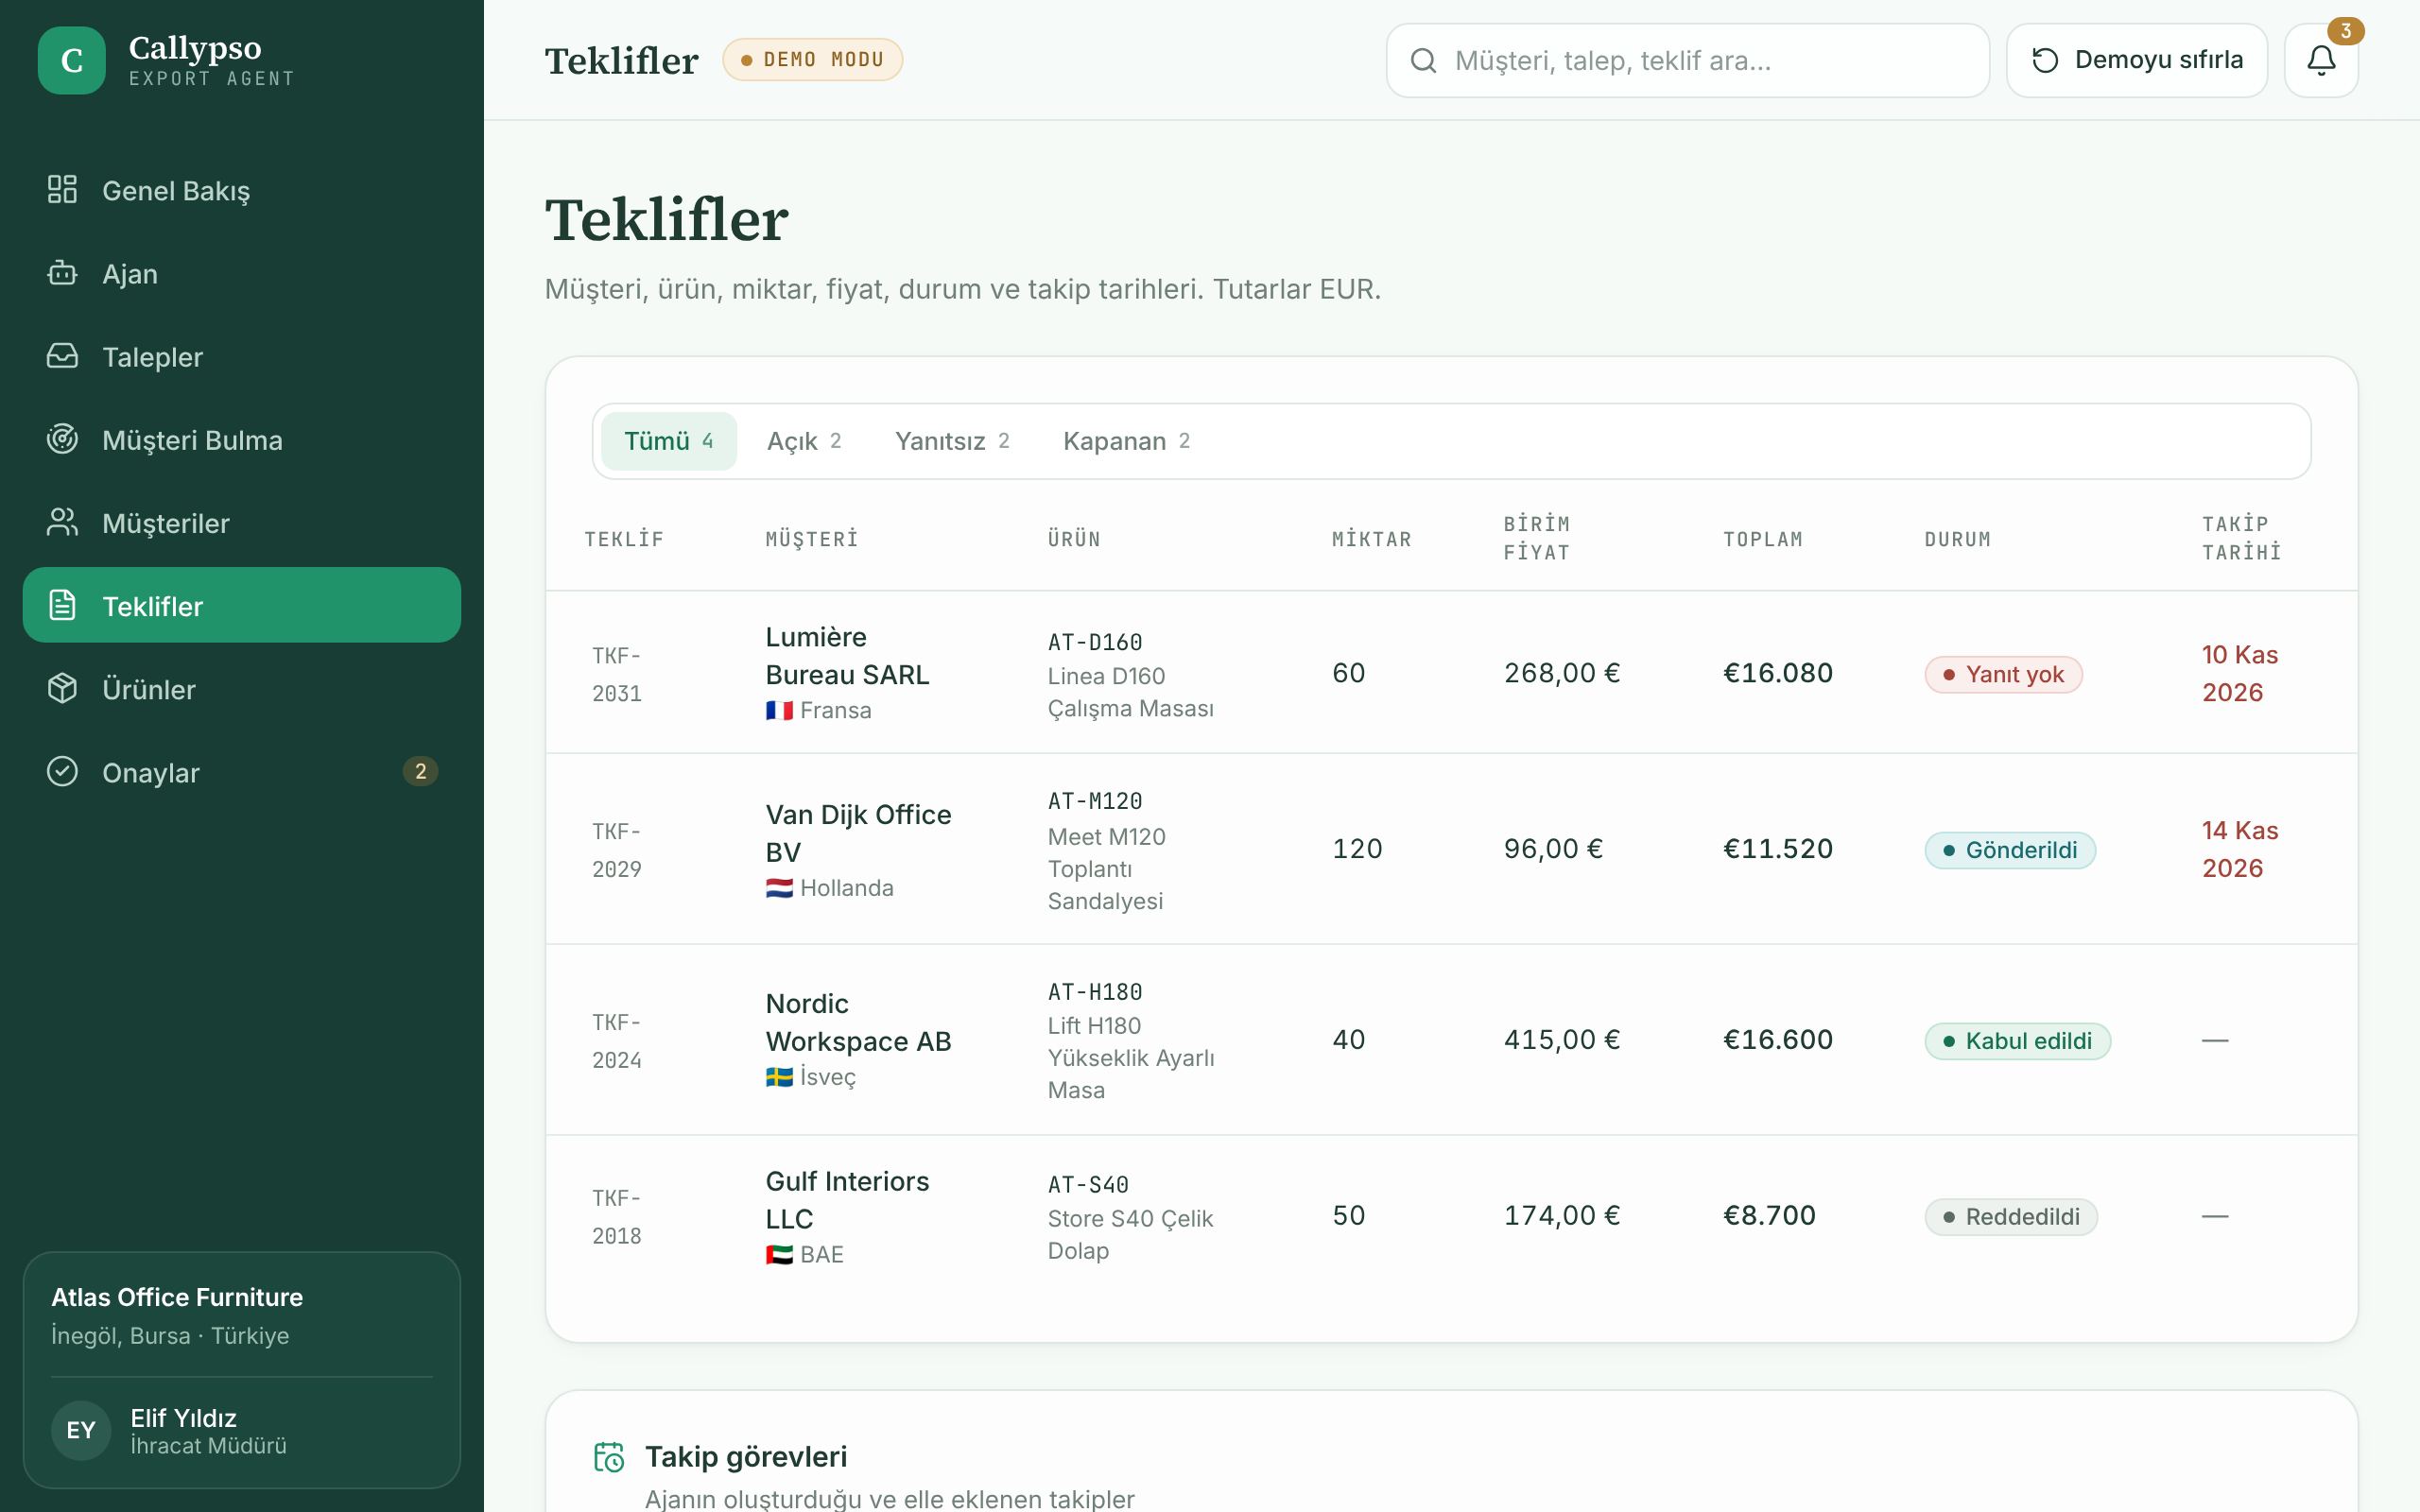 C
Callypso
EXPORT AGENT
Genel Bakış
Ajan
Talepler
Müşteri Bulma
Müşteriler
Teklifler
Ürünler
Onaylar 2
Atlas Office Furniture
İnegöl, Bursa · Türkiye
EY
Elif Yıldız
İhracat Müdürü
Teklifler
DEMO MODU
Müşteri, talep, teklif ara...
Demoyu sıfırla
3
Teklifler
Müşteri, ürün, miktar, fiyat, durum ve takip tarihleri. Tutarlar EUR.
Tümü 4 Açık 2 Yanıtsız 2 Kapanan 2
TEKLİF
MÜŞTERİ
ÜRÜN
MİKTAR
BİRİM
FİYAT
TOPLAM
DURUM
TAKİP
TARİHİ
TKF-
2031
Lumière
Bureau SARL
Fransa
AT-D160
Linea D160
Çalışma Masası
60
268,00 €
€16.080
Yanıt yok
10 Kas
2026
TKF-
2029
Van Dijk Office
BV
Hollanda
AT-M120
Meet M120
Toplantı
Sandalyesi
120
96,00 €
€11.520
Gönderildi
14 Kas
2026
TKF-
2024
Nordic
Workspace AB
İsveç
AT-H180
Lift H180
Yükseklik Ayarlı
Masa
40
415,00 €
€16.600
Kabul edildi
—
TKF-
2018
Gulf Interiors
LLC
BAE
AT-S40
Store S40 Çelik
Dolap
50
174,00 €
€8.700
Reddedildi
—
Takip görevleri
Ajanın oluşturduğu ve elle eklenen takipler